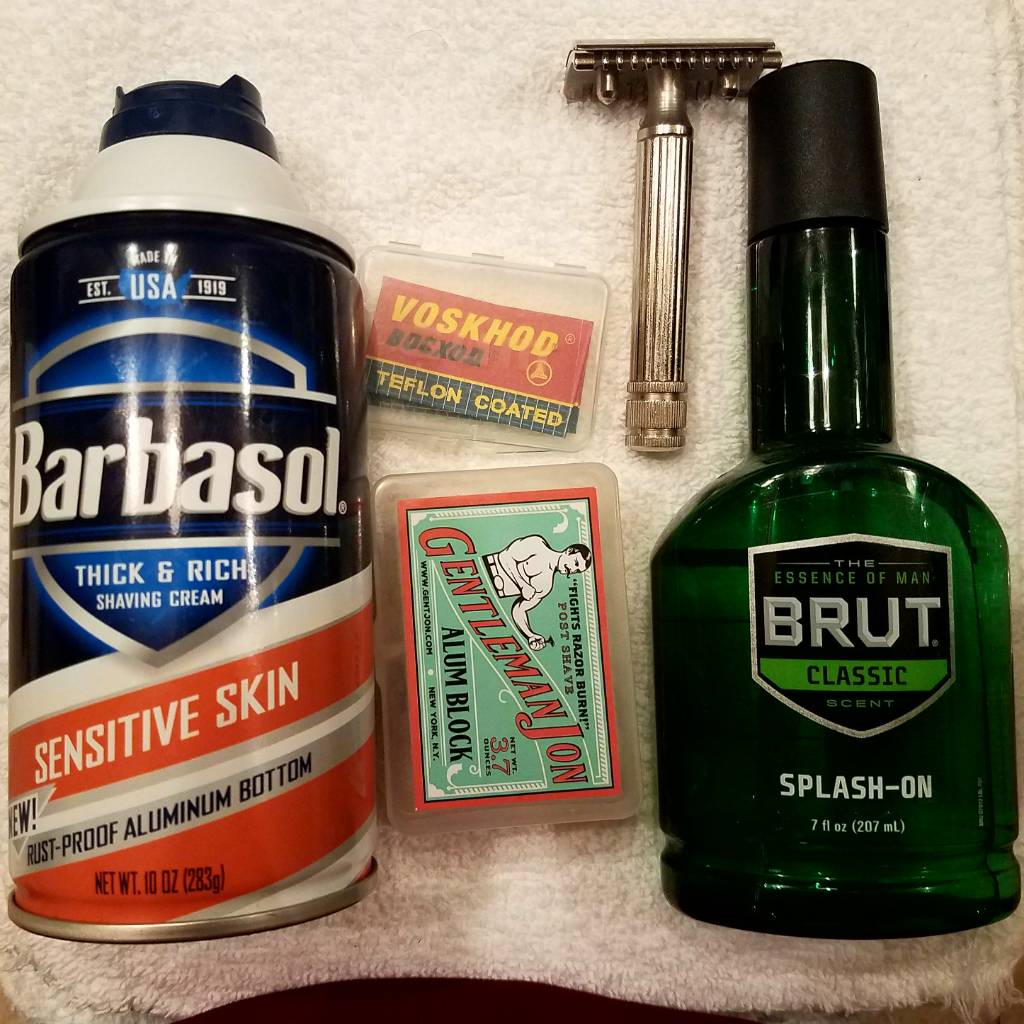 MADE IN
EST. USA 1919
Barbasol®
THICK & RICH
SHAVING CREAM
SENSITIVE SKIN
NEW!
RUST-PROOF ALUMINUM BOTTOM
NET WT. 10 OZ (283g)
VOSKHOD®
ВОСХОД
TEFLON COATED
GENTLEMAN JON
ALUM BLOCK
WWW.GENTJON.COM • NEW YORK, N.Y.
"FIGHTS RAZOR BURN!"
POST SHAVE
NET WT.
3.7
OUNCES
THE
ESSENCE OF MAN
BRUT®
CLASSIC
SCENT
SPLASH-ON
7 fl oz (207 mL)